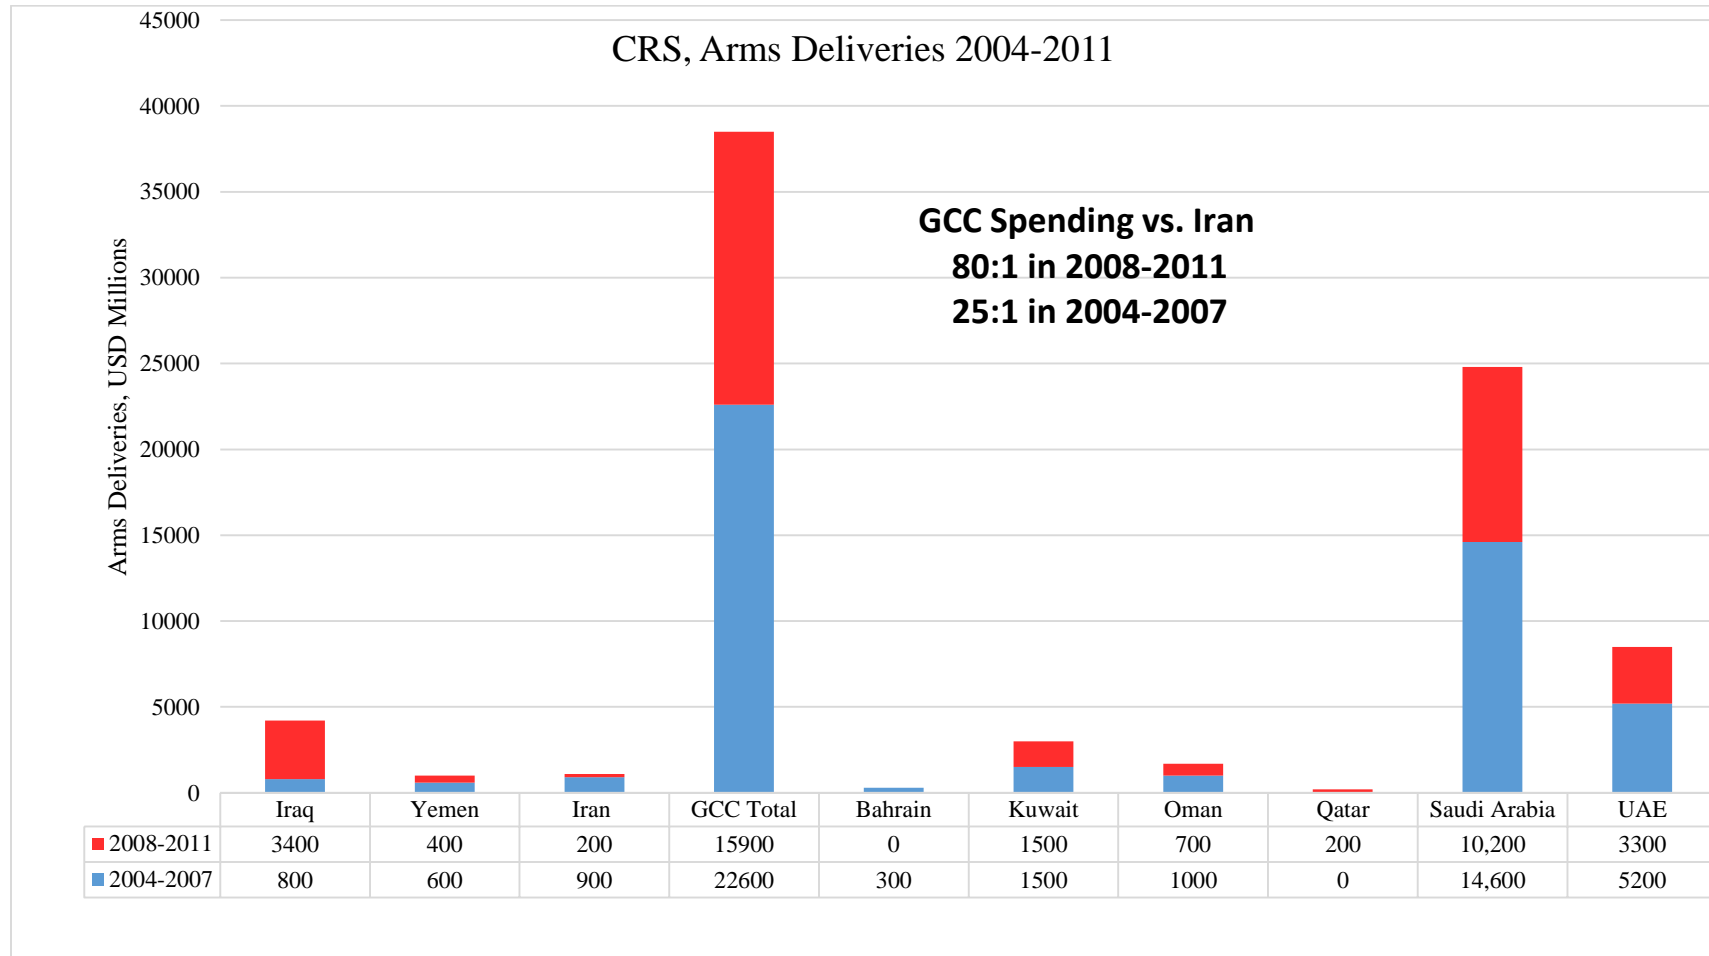 CRS, Arms Deliveries 2004-2011
GCC Spending vs. Iran
80:1 in 2008-2011
25:1 in 2004-2007
Arms Deliveries, USD Millions
45000
40000
35000
30000
25000
20000
15000
10000
5000
0
Iraq Yemen Iran GCC Total Bahrain Kuwait Oman Qatar Saudi Arabia UAE
2008-2011 3400 400 200 15900 0 1500 700 200 10,200 3300
2004-2007 800 600 900 22600 300 1500 1000 0 14,600 5200